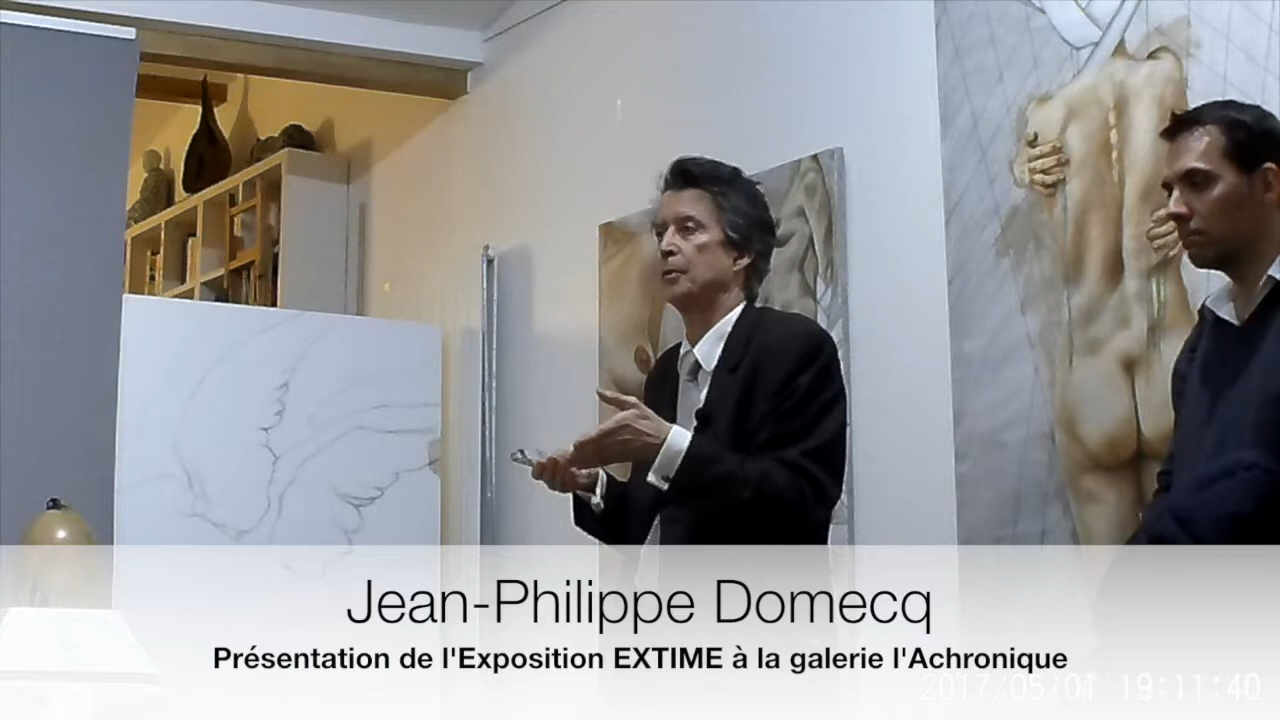 Jean-Philippe Domecq
Présentation de l'Exposition EXTIME à la galerie l'Achronique
2017/05/01 19:11:40